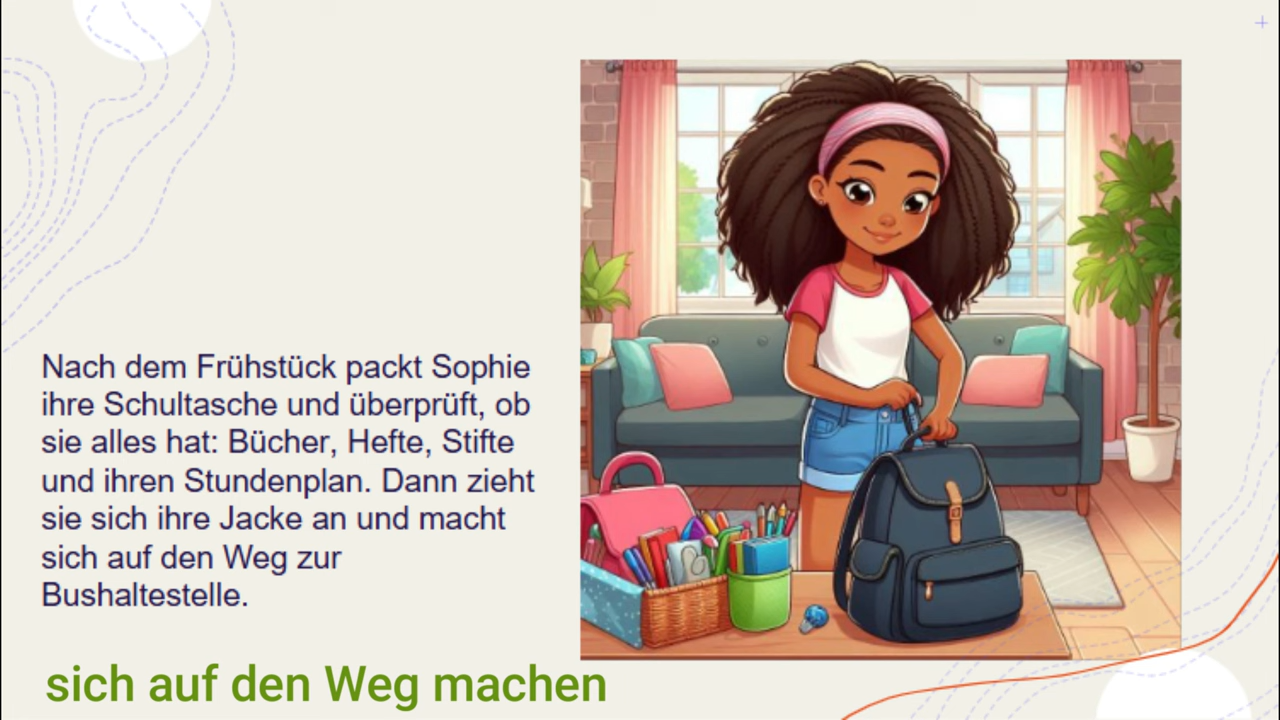 Nach dem Frühstück packt Sophie
ihre Schultasche und überprüft, ob
sie alles hat: Bücher, Hefte, Stifte
und ihren Stundenplan. Dann zieht
sie sich ihre Jacke an und macht
sich auf den Weg zur
Bushaltestelle.
sich auf den Weg machen